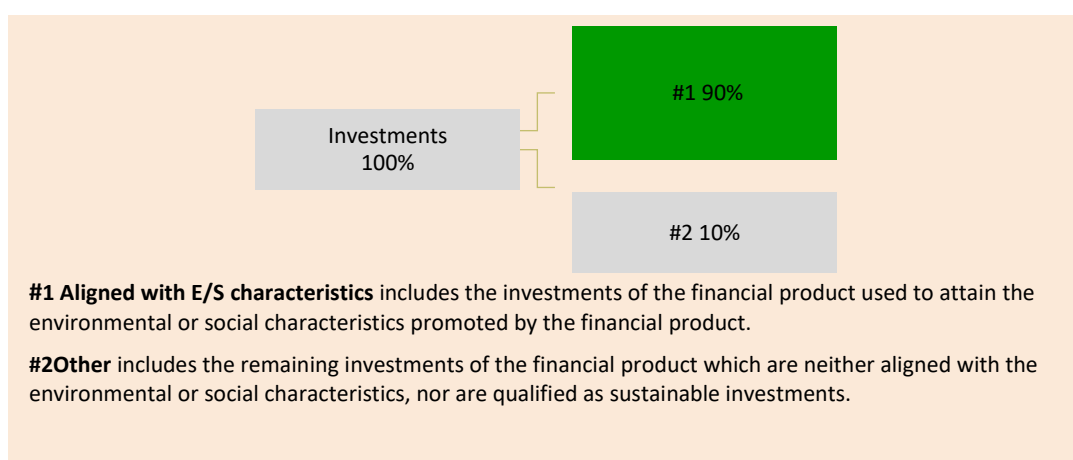 #1 90%
Investments
100%
#2 10%
#1 Aligned with E/S characteristics includes the investments of the financial product used to attain the
environmental or social characteristics promoted by the financial product.
#2Other includes the remaining investments of the financial product which are neither aligned with the
environmental or social characteristics, nor are qualified as sustainable investments.